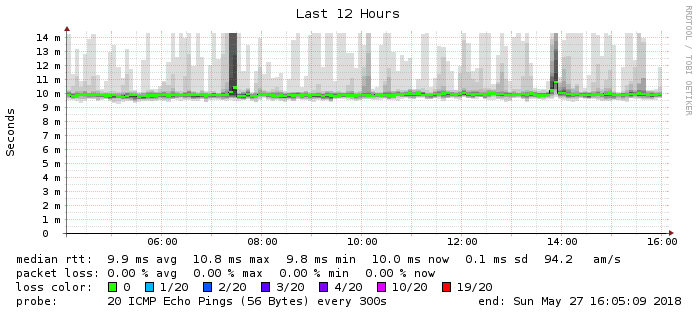 Last 12 Hours
RRDTOOL / TOBI OETIKER
Seconds
14 m
13 m
12 m
11 m
10 m
9 m
8 m
7 m
6 m
5 m
4 m
3 m
2 m
1 m
0
06:00 08:00 10:00 12:00 14:00 16:00
median rtt: 9.9 ms avg 10.8 ms max 9.8 ms min 10.0 ms now 0.1 ms sd 94.2 am/s
packet loss: 0.00 % avg 0.00 % max 0.00 % min 0.00 % now
loss color: 0 1/20 2/20 3/20 4/20 10/20 19/20
probe: 20 ICMP Echo Pings (56 Bytes) every 300s end: Sun May 27 16:05:09 2018